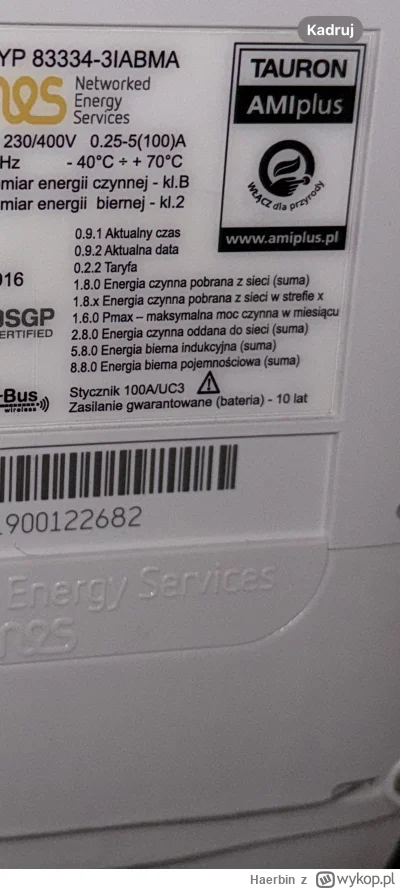 Kadruj
YP 83334-3IABMA
nes Networked
Energy
Services
230/400V 0.25-5(100)A
Hz - 40°C ÷ + 70°C
miar energii czynnej - kl.B
miar energii biernej - kl.2
TAURON
AMIplus
WŁĄCZ dla przyrody
www.amiplus.pl
0.9.1 Aktualny czas
0.9.2 Aktualna data
0.2.2 Taryfa
1.8.0 Energia czynna pobrana z sieci (suma)
1.8.x Energia czynna pobrana z sieci w strefie x
1.6.0 Pmax – maksymalna moc czynna w miesiącu
2.8.0 Energia czynna oddana do sieci (suma)
5.8.0 Energia bierna indukcyjna (suma)
8.8.0 Energia bierna pojemnościowa (suma)
016
OSGP
CERTIFIED
-Bus
wireless
Stycznik 100A/UC3
Zasilanie gwarantowane (bateria) - 10 lat
900122682
Energy Services
nes
Haerbin z wykop.pl